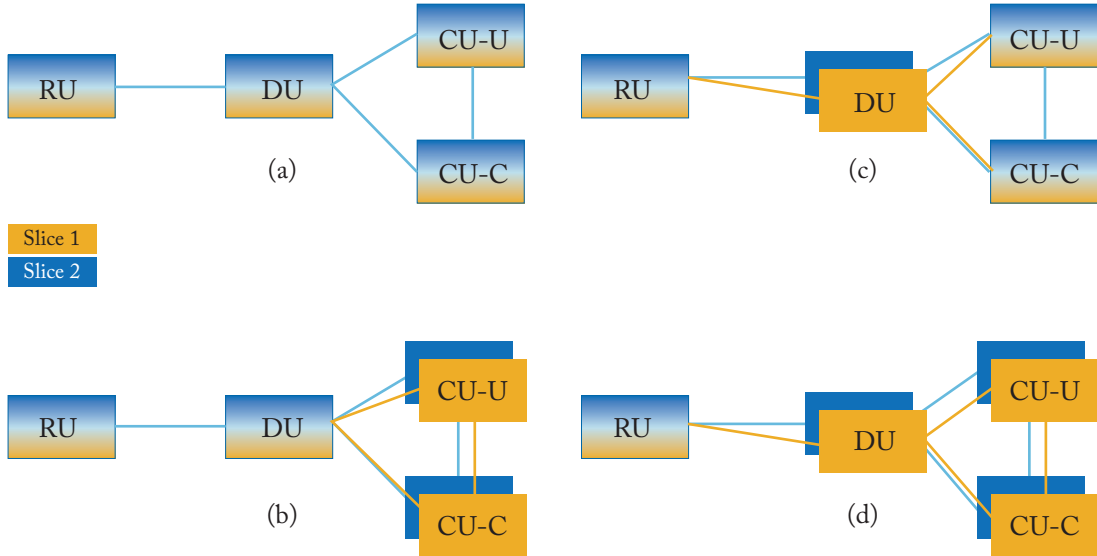 CU-U
RU
DU
CU-C
(a)
CU-U
RU
DU
CU-C
(c)
Slice 1
Slice 2
CU-U
RU
DU
CU-C
(b)
CU-U
RU
DU
CU-C
(d)